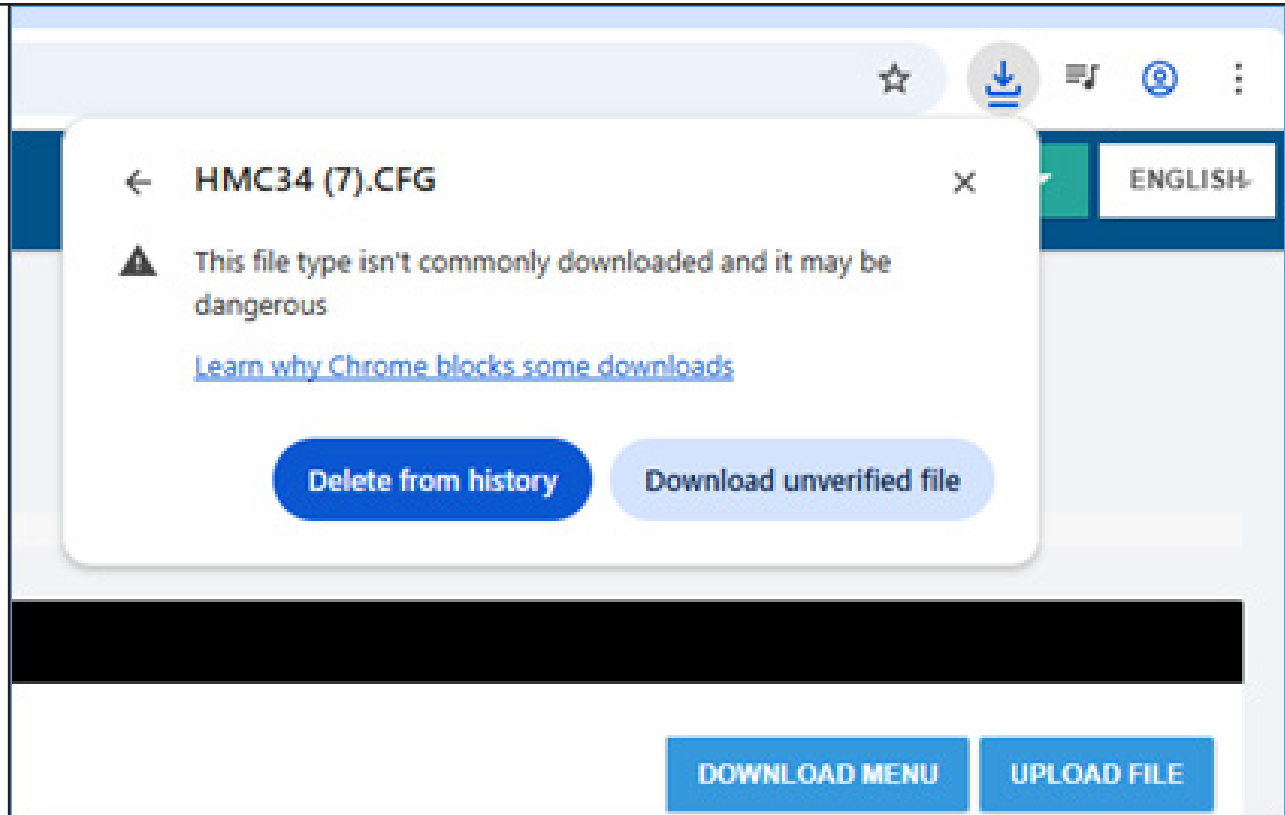 HMC34 (7).CFG
ENGLISH
This file type isn't commonly downloaded and it may be
dangerous
Learn why Chrome blocks some downloads
Delete from history
Download unverified file
DOWNLOAD MENU
UPLOAD FILE